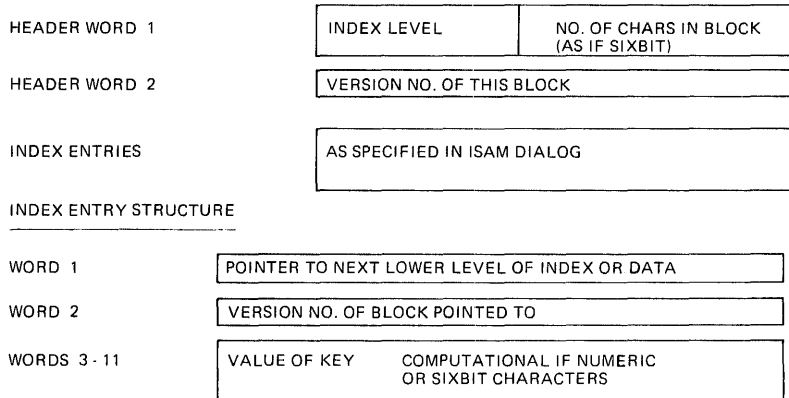 HEADER WORD 1 INDEX LEVEL NO. OF CHARS IN BLOCK
(AS IF SIXBIT)
HEADER WORD 2 VERSION NO. OF THIS BLOCK
INDEX ENTRIES AS SPECIFIED IN ISAM DIALOG
INDEX ENTRY STRUCTURE
WORD 1 POINTER TO NEXT LOWER LEVEL OF INDEX OR DATA
WORD 2 VERSION NO. OF BLOCK POINTED TO
WORDS 3 - 11 VALUE OF KEY COMPUTATIONAL IF NUMERIC
OR SIXBIT CHARACTERS